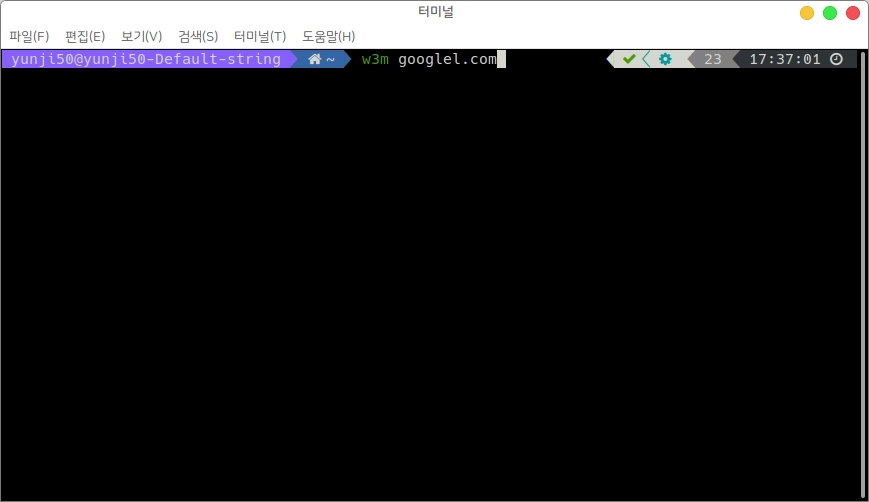 터미널
파일(F) 편집(E) 보기(V) 검색(S) 터미널(T) 도움말(H)
yunji50@yunji50-Default-string ~ w3m googlel.com 23 17:37:01